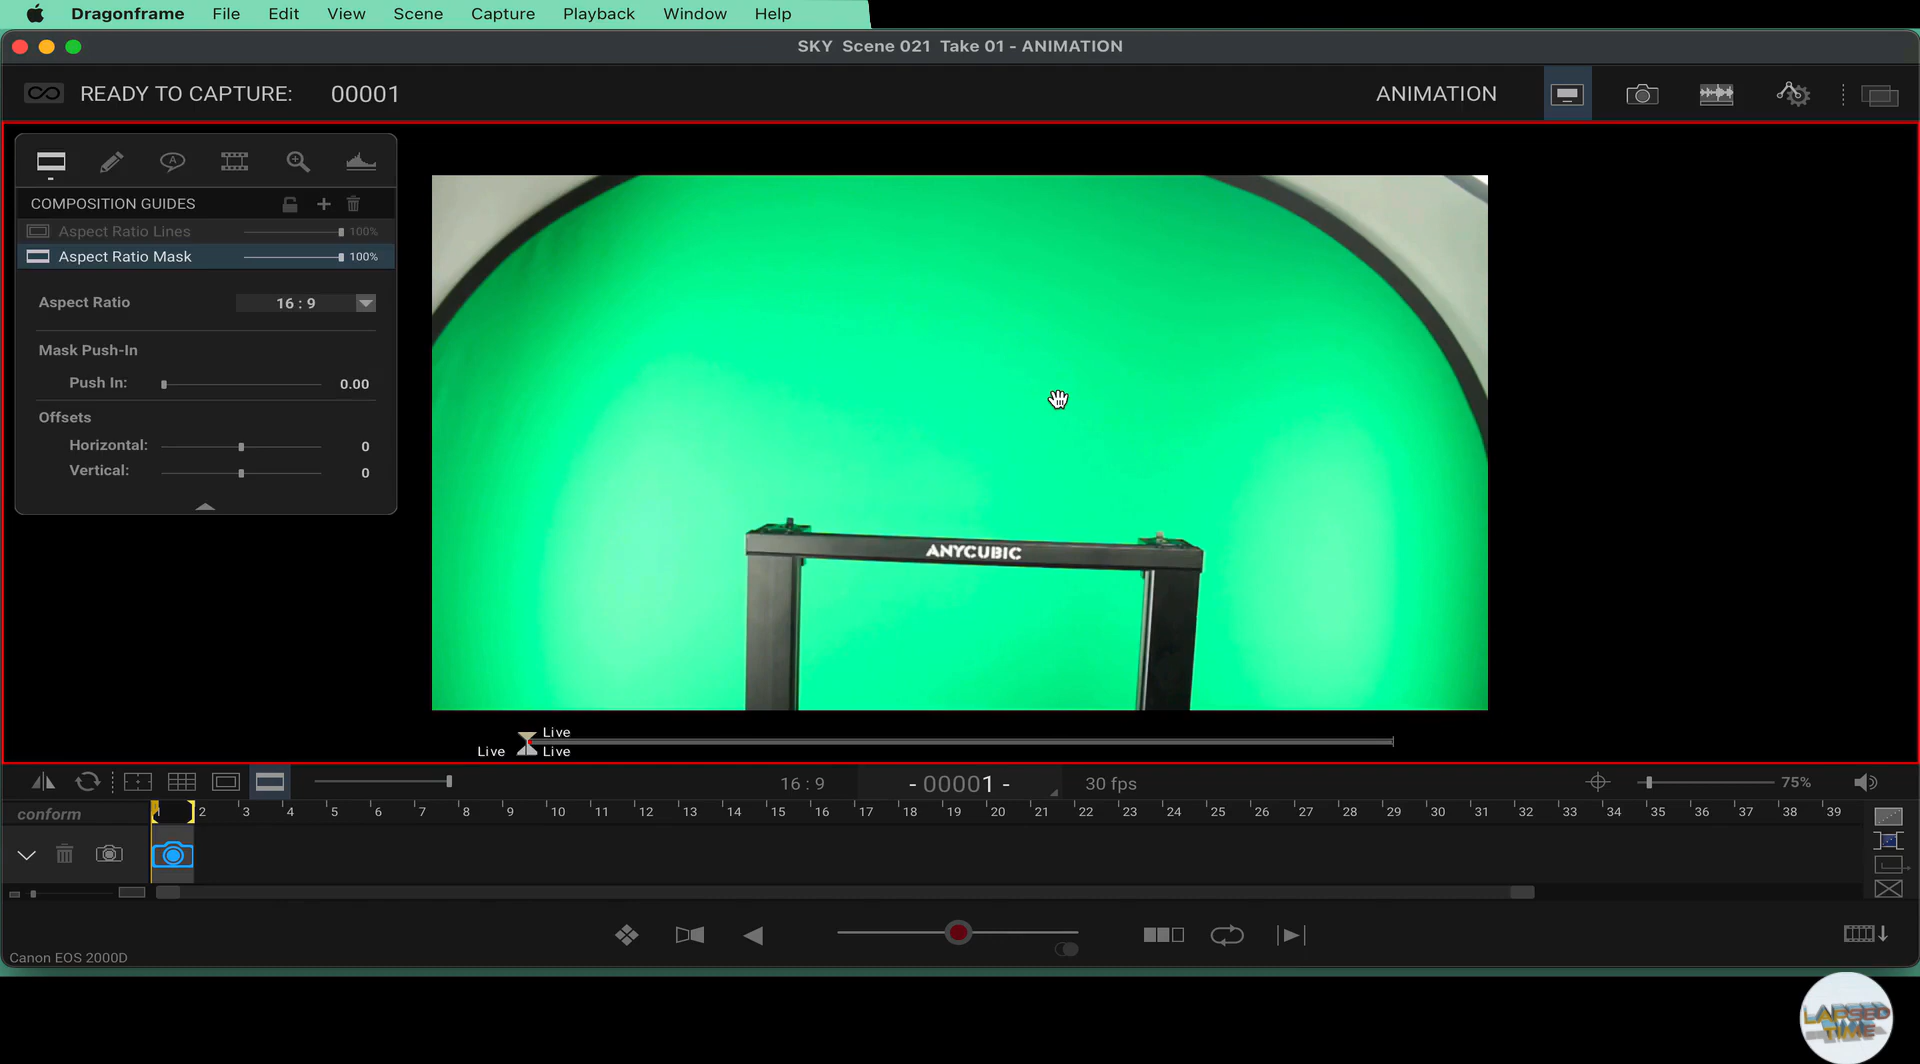 Dragonframe File Edit View Scene Capture Playback Window Help
SKY Scene 021 Take 01 - ANIMATION
READY TO CAPTURE: 00001 ANIMATION
A
COMPOSITION GUIDES
Aspect Ratio Lines 100%
Aspect Ratio Mask 100%
Aspect Ratio 16 : 9
Mask Push-In
Push In: 0.00
Offsets
Horizontal: 0
Vertical: 0
ANYCUBIC
Live
Live Live
16 : 9 - 00001 - 30 fps 75%
conform 1 2 3 4 5 6 7 8 9 10 11 12 13 14 15 16 17 18 19 20 21 22 23 24 25 26 27 28 29 30 31 32 33 34 35 36 37 38 39
Canon EOS 2000D
LAPSED
TIME